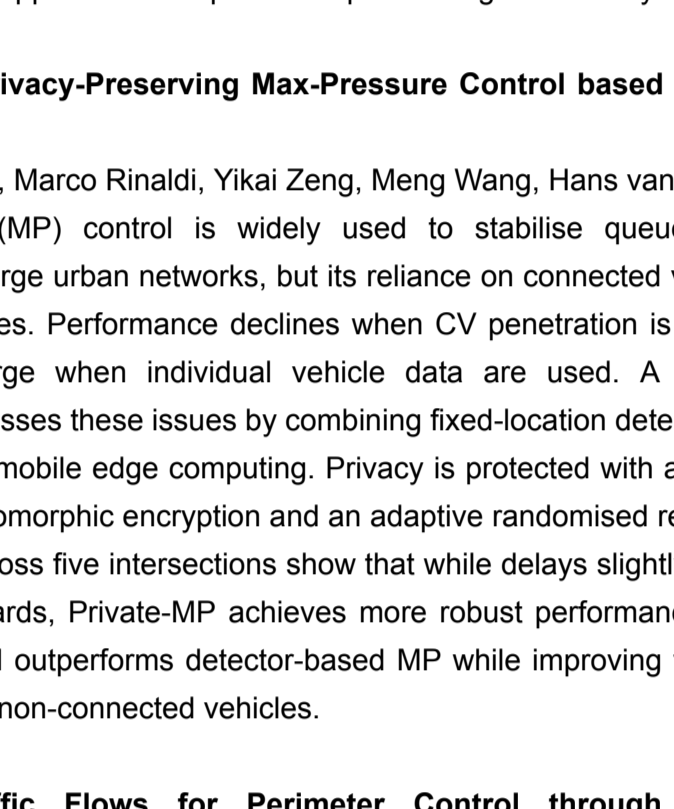 ivacy-Preserving Max-Pressure Control based
, Marco Rinaldi, Yikai Zeng, Meng Wang, Hans van
(MP) control is widely used to stabilise queu
rge urban networks, but its reliance on connected
es. Performance declines when CV penetration is
rge when individual vehicle data are used. A
sses these issues by combining fixed-location dete
mobile edge computing. Privacy is protected with a
omorphic encryption and an adaptive randomised re
oss five intersections show that while delays slightl
ards, Private-MP achieves more robust performanc
outperforms detector-based MP while improving
non-connected vehicles.
ffic Flows for Perimeter Control through